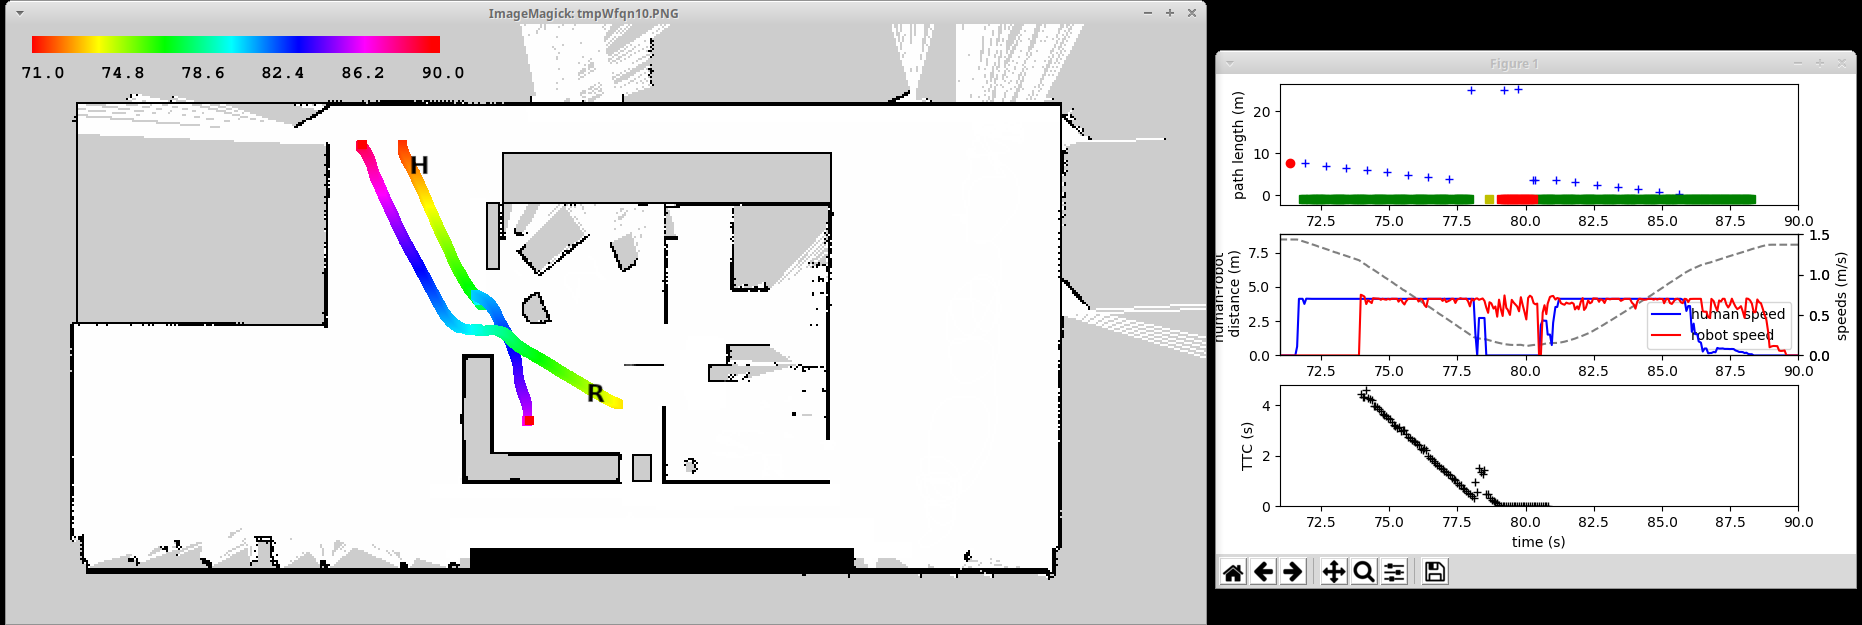 ImageMagick: tmpWfqn10.PNG
71.0 74.8 78.6 82.4 86.2 90.0
H
R
Figure 1
path length (m)
20
10
0
72.5 75.0 77.5 80.0 82.5 85.0 87.5 90.0
human-robot
distance (m)
7.5
5.0
2.5
0.0
1.5
1.0
0.5
0.0
speeds (m/s)
human speed
robot speed
72.5 75.0 77.5 80.0 82.5 85.0 87.5 90.0
TTC (s)
4
2
0
72.5 75.0 77.5 80.0 82.5 85.0 87.5 90.0
time (s)